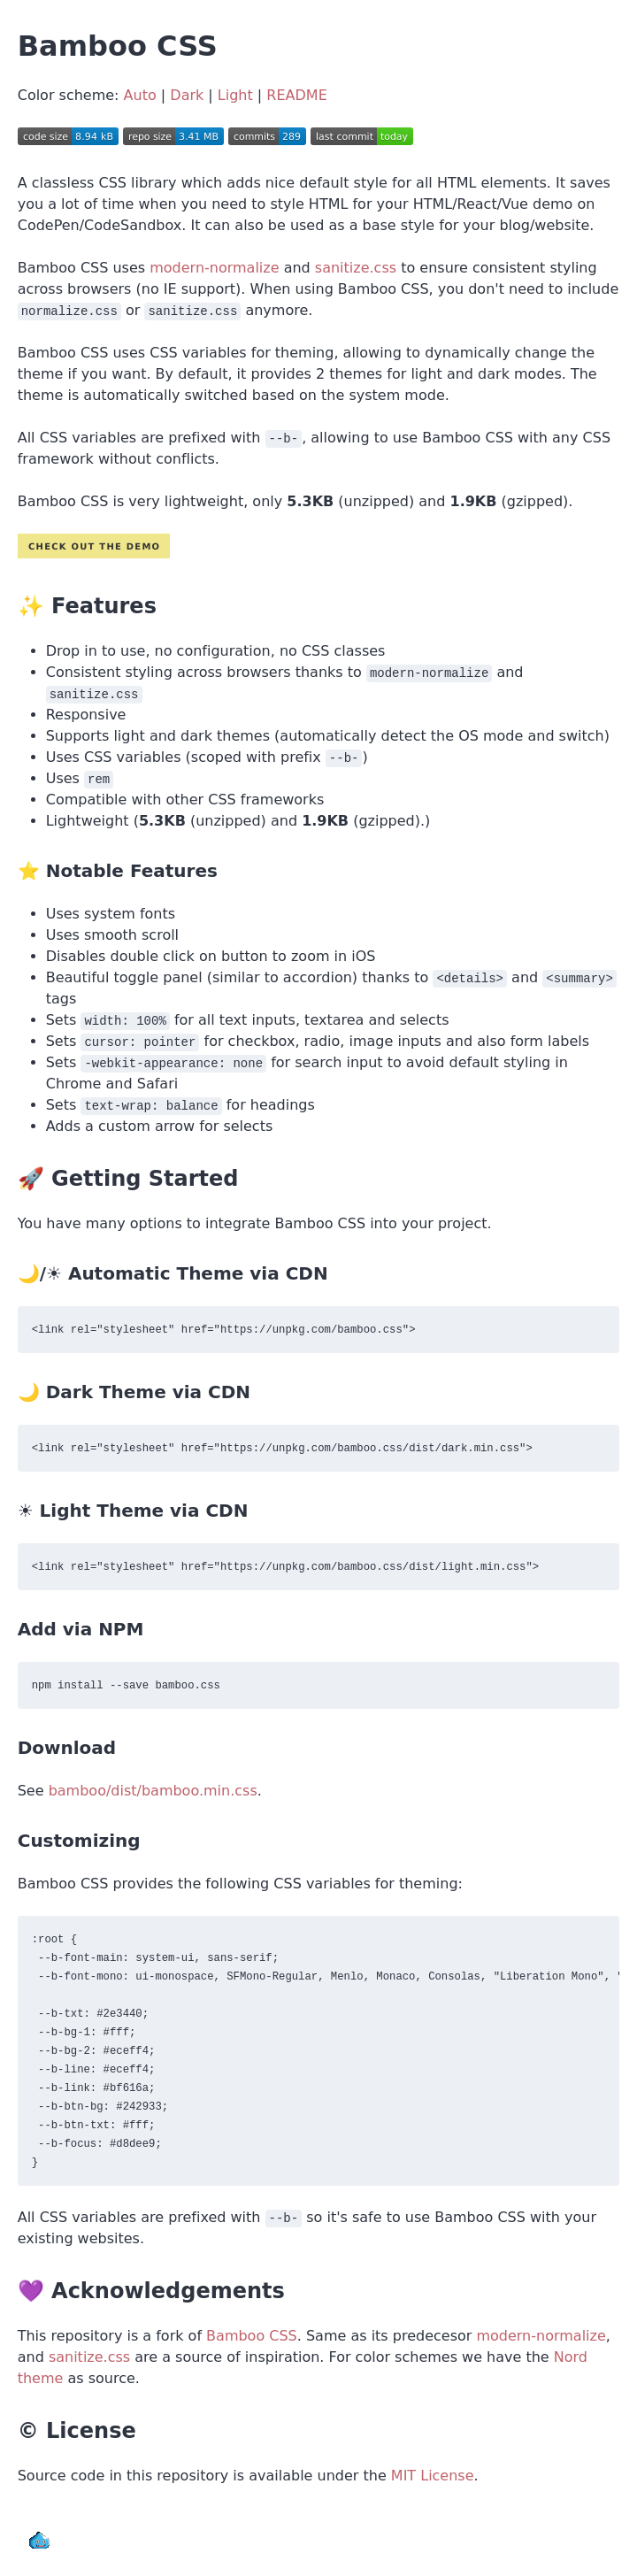 Bamboo CSS
Color scheme: Auto | Dark | Light | README
code size 8.94 kB repo size 3.41 MB commits 289 last commit today
A classless CSS library which adds nice default style for all HTML elements. It saves
you a lot of time when you need to style HTML for your HTML/React/Vue demo on
CodePen/CodeSandbox. It can also be used as a base style for your blog/website.
Bamboo CSS uses modern-normalize and sanitize.css to ensure consistent styling
across browsers (no IE support). When using Bamboo CSS, you don't need to include
normalize.css or sanitize.css anymore.
Bamboo CSS uses CSS variables for theming, allowing to dynamically change the
theme if you want. By default, it provides 2 themes for light and dark modes. The
theme is automatically switched based on the system mode.
All CSS variables are prefixed with --b-, allowing to use Bamboo CSS with any CSS
framework without conflicts.
Bamboo CSS is very lightweight, only 5.3KB (unzipped) and 1.9KB (gzipped).
CHECK OUT THE DEMO
✨ Features
• Drop in to use, no configuration, no CSS classes
• Consistent styling across browsers thanks to modern-normalize and
sanitize.css
• Responsive
• Supports light and dark themes (automatically detect the OS mode and switch)
• Uses CSS variables (scoped with prefix --b-)
• Uses rem
• Compatible with other CSS frameworks
• Lightweight (5.3KB (unzipped) and 1.9KB (gzipped).)
⭐ Notable Features
• Uses system fonts
• Uses smooth scroll
• Disables double click on button to zoom in iOS
• Beautiful toggle panel (similar to accordion) thanks to <details> and <summary>
tags
• Sets width: 100% for all text inputs, textarea and selects
• Sets cursor: pointer for checkbox, radio, image inputs and also form labels
• Sets -webkit-appearance: none for search input to avoid default styling in
Chrome and Safari
• Sets text-wrap: balance for headings
• Adds a custom arrow for selects
🚀 Getting Started
You have many options to integrate Bamboo CSS into your project.
🌙/☀ Automatic Theme via CDN
<link rel="stylesheet" href="https://unpkg.com/bamboo.css">
🌙 Dark Theme via CDN
<link rel="stylesheet" href="https://unpkg.com/bamboo.css/dist/dark.min.css">
☀ Light Theme via CDN
<link rel="stylesheet" href="https://unpkg.com/bamboo.css/dist/light.min.css">
Add via NPM
npm install --save bamboo.css
Download
See bamboo/dist/bamboo.min.css.
Customizing
Bamboo CSS provides the following CSS variables for theming:
:root {
--b-font-main: system-ui, sans-serif;
--b-font-mono: ui-monospace, SFMono-Regular, Menlo, Monaco, Consolas, "Liberation Mono", "
--b-txt: #2e3440;
--b-bg-1: #fff;
--b-bg-2: #eceff4;
--b-line: #eceff4;
--b-link: #bf616a;
--b-btn-bg: #242933;
--b-btn-txt: #fff;
--b-focus: #d8dee9;
}
All CSS variables are prefixed with --b- so it's safe to use Bamboo CSS with your
existing websites.
💜 Acknowledgements
This repository is a fork of Bamboo CSS. Same as its predecesor modern-normalize,
and sanitize.css are a source of inspiration. For color schemes we have the Nord
theme as source.
© License
Source code in this repository is available under the MIT License.